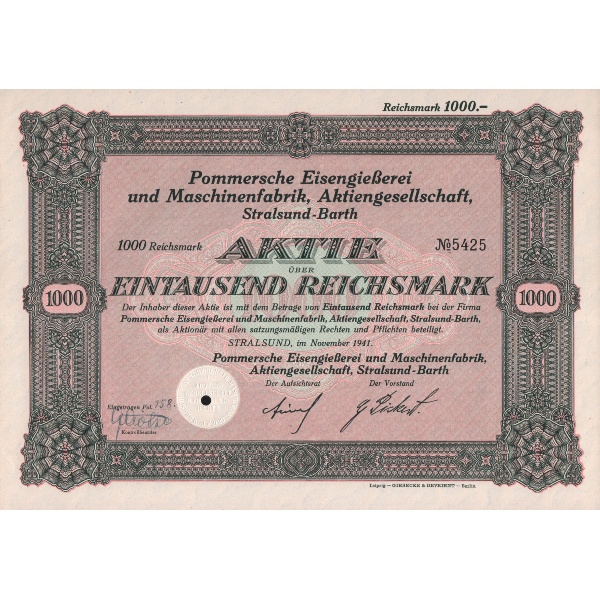 Reichsmark 1000.–
Pommersche Eisengießerei
und Maschinenfabrik, Aktiengesellschaft,
Stralsund-Barth
1000 Reichsmark AKTIE №5425
ÜBER
EINTAUSEND REICHSMARK
1000 1000
Der Inhaber dieser Aktie ist mit dem Betrage von Eintausend Reichsmark bei der Firma
Pommersche Eisengießerei und Maschinenfabrik, Aktiengesellschaft, Stralsund-Barth,
als Aktionär mit allen satzungsmäßigen Rechten und Pflichten beteiligt.
STRALSUND, im November 1941.
Pommersche Eisengießerei und Maschinenfabrik,
Aktiengesellschaft, Stralsund-Barth
Der Aufsichtsrat Der Vorstand
Eingetragen Fol. 158.
Kontrollbeamter
Leipzig — GIESECKE & DEVRIENT — Berlin